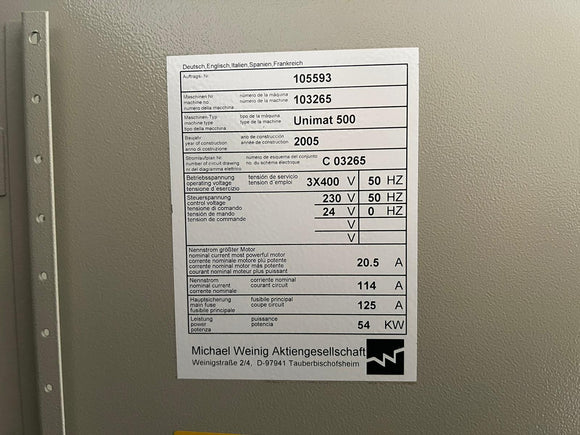 Deutsch,Englisch,Italien,Spanien,Frankreich
Auftrags- Nr. 105593
Maschinen Nr número de la máquina
machine no. numéro de la machine 103265
número della macchina
Maschinen-Typ tipo de la máquina
machine type type de la machine Unimat 500
tipo della macchina
Baujahr ano de construcción
year of construction année de construction 2005
anno di costruzione
Stromlaufplan Nr número de esquema del conjunto
number of circuit drawing no. du schéma électrique C 03265
nr del diagramma elettrico
Betriebsspannung tensión de servicio
operating voltage tension d'emploi 3X400 V 50 HZ
tensione d'esercizio
Steuerspannung 230 V 50 HZ
control voltage
tensione di comando 24 V 0 HZ
tensión de mando
tension de commande V
V
Nennstrom größter Motor
nominal current most powerful motor
corrente nominale motore più potente 20.5 A
corriente nominal motor más potente
courant nominal moteur plus puissant
Nennstrom corriente nominal
nominal current courant circuit 114 A
corrente nominale
Hauptsicherung fusible principal
main fuse coupe circuit 125 A
fusibile principale
Leistung puissance
power potencia 54 KW
potenza
Michael Weinig Aktiengesellschaft
Weinigstraße 2/4, D-97941 Tauberbischofsheim